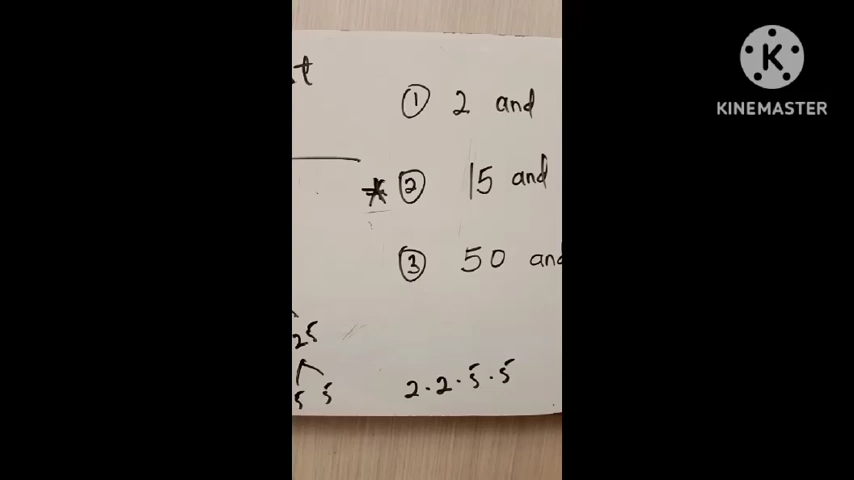 ① 2 and
KINEMASTER
* ② 15 and
③ 50 and
25
5 5
2.2.5.5